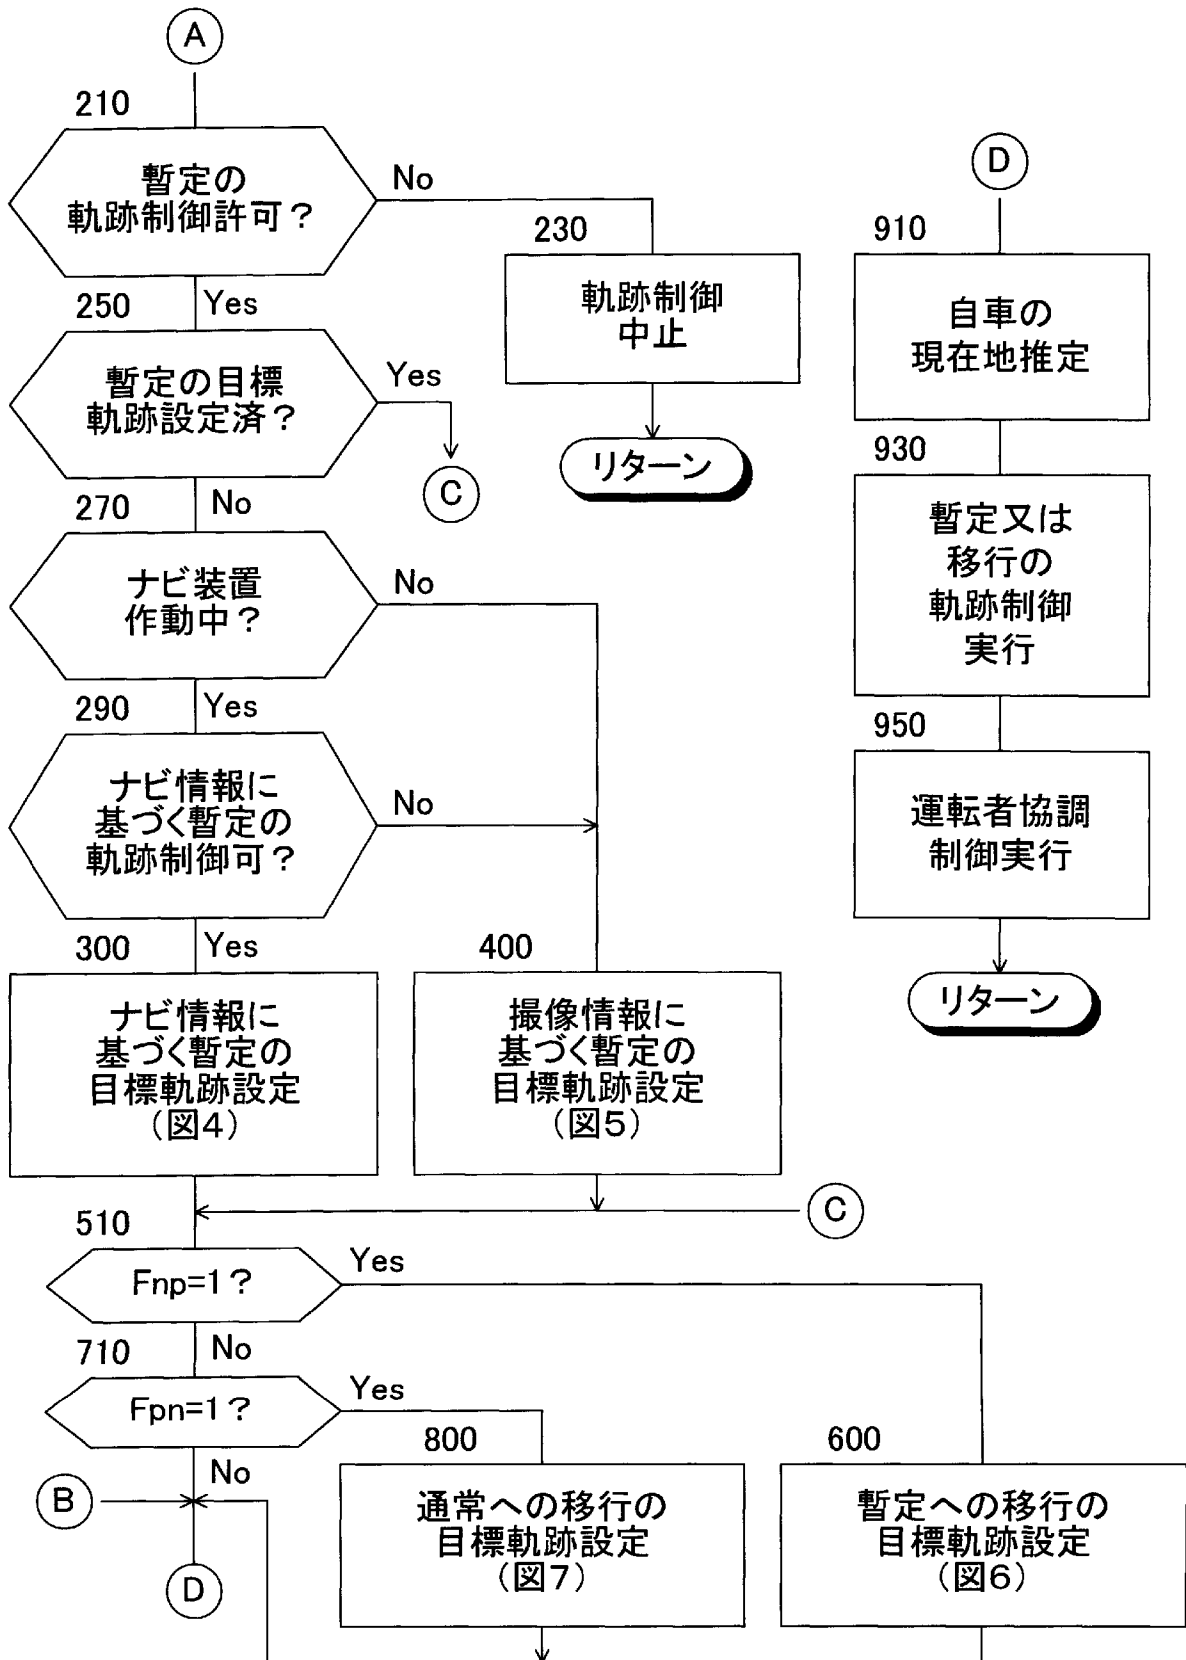 A
210
暫定の
軌跡制御許可？
No
Yes
230
軌跡制御
中止
リターン
250
暫定の目標
軌跡設定済？
Yes
C
No
270
ナビ装置
作動中？
No
Yes
290
ナビ情報に
基づく暫定の
軌跡制御可？
No
Yes
300
ナビ情報に
基づく暫定の
目標軌跡設定
（図4）
400
撮像情報に
基づく暫定の
目標軌跡設定
（図5）
C
510
Fnp=1？
Yes
No
710
Fpn=1？
Yes
No
B
D
800
通常への移行の
目標軌跡設定
（図7）
600
暫定への移行の
目標軌跡設定
（図6）
D
910
自車の
現在地推定
930
暫定又は
移行の
軌跡制御
実行
950
運転者協調
制御実行
リターン